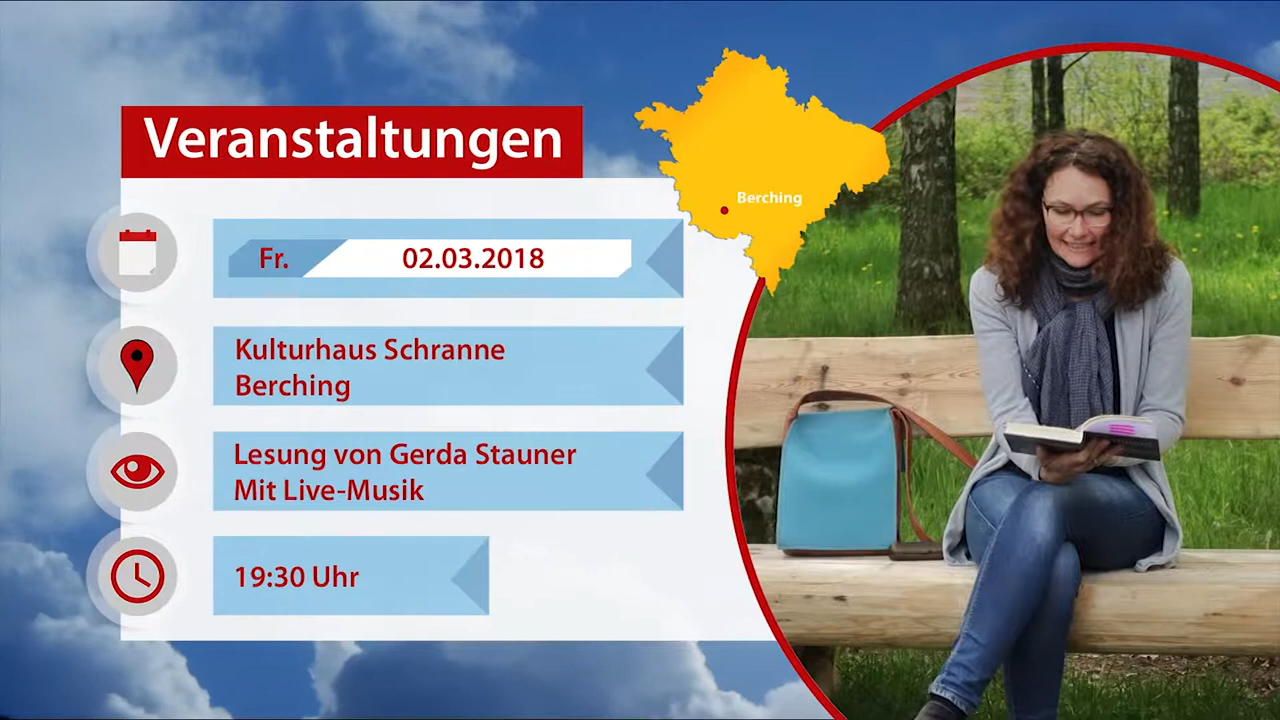 Veranstaltungen
Berching
Fr. 02.03.2018
Kulturhaus Schranne
Berching
Lesung von Gerda Stauner
Mit Live-Musik
19:30 Uhr